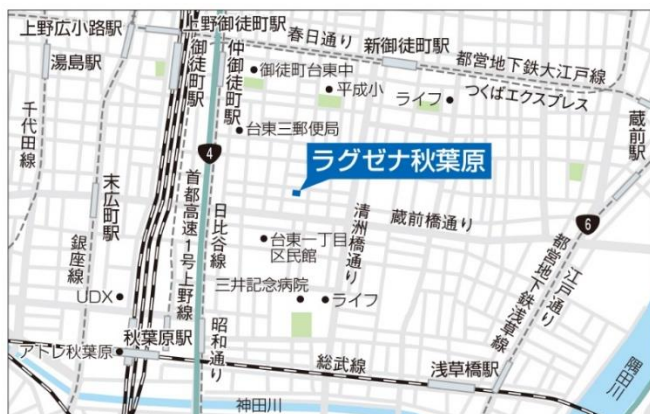 上野広小路駅
上野御徒町駅
春日通り
新御徒町駅
都営地下鉄大江戸線
つくばエクスプレス
湯島駅
御徒町駅
仲御徒町駅
御徒町台東中
平成小
ライフ
蔵前駅
千代田線
台東三郵便局
4
ラグゼナ秋葉原
末広町駅
銀座線
首都高速1号上野線
日比谷線
清洲橋通り
蔵前橋通り
6
台東一丁目
区民館
三井記念病院
ライフ
都営地下鉄浅草線
江戸通り
UDX
秋葉原駅
アトレ秋葉原
昭和通り
総武線
浅草橋駅
隅田川
神田川